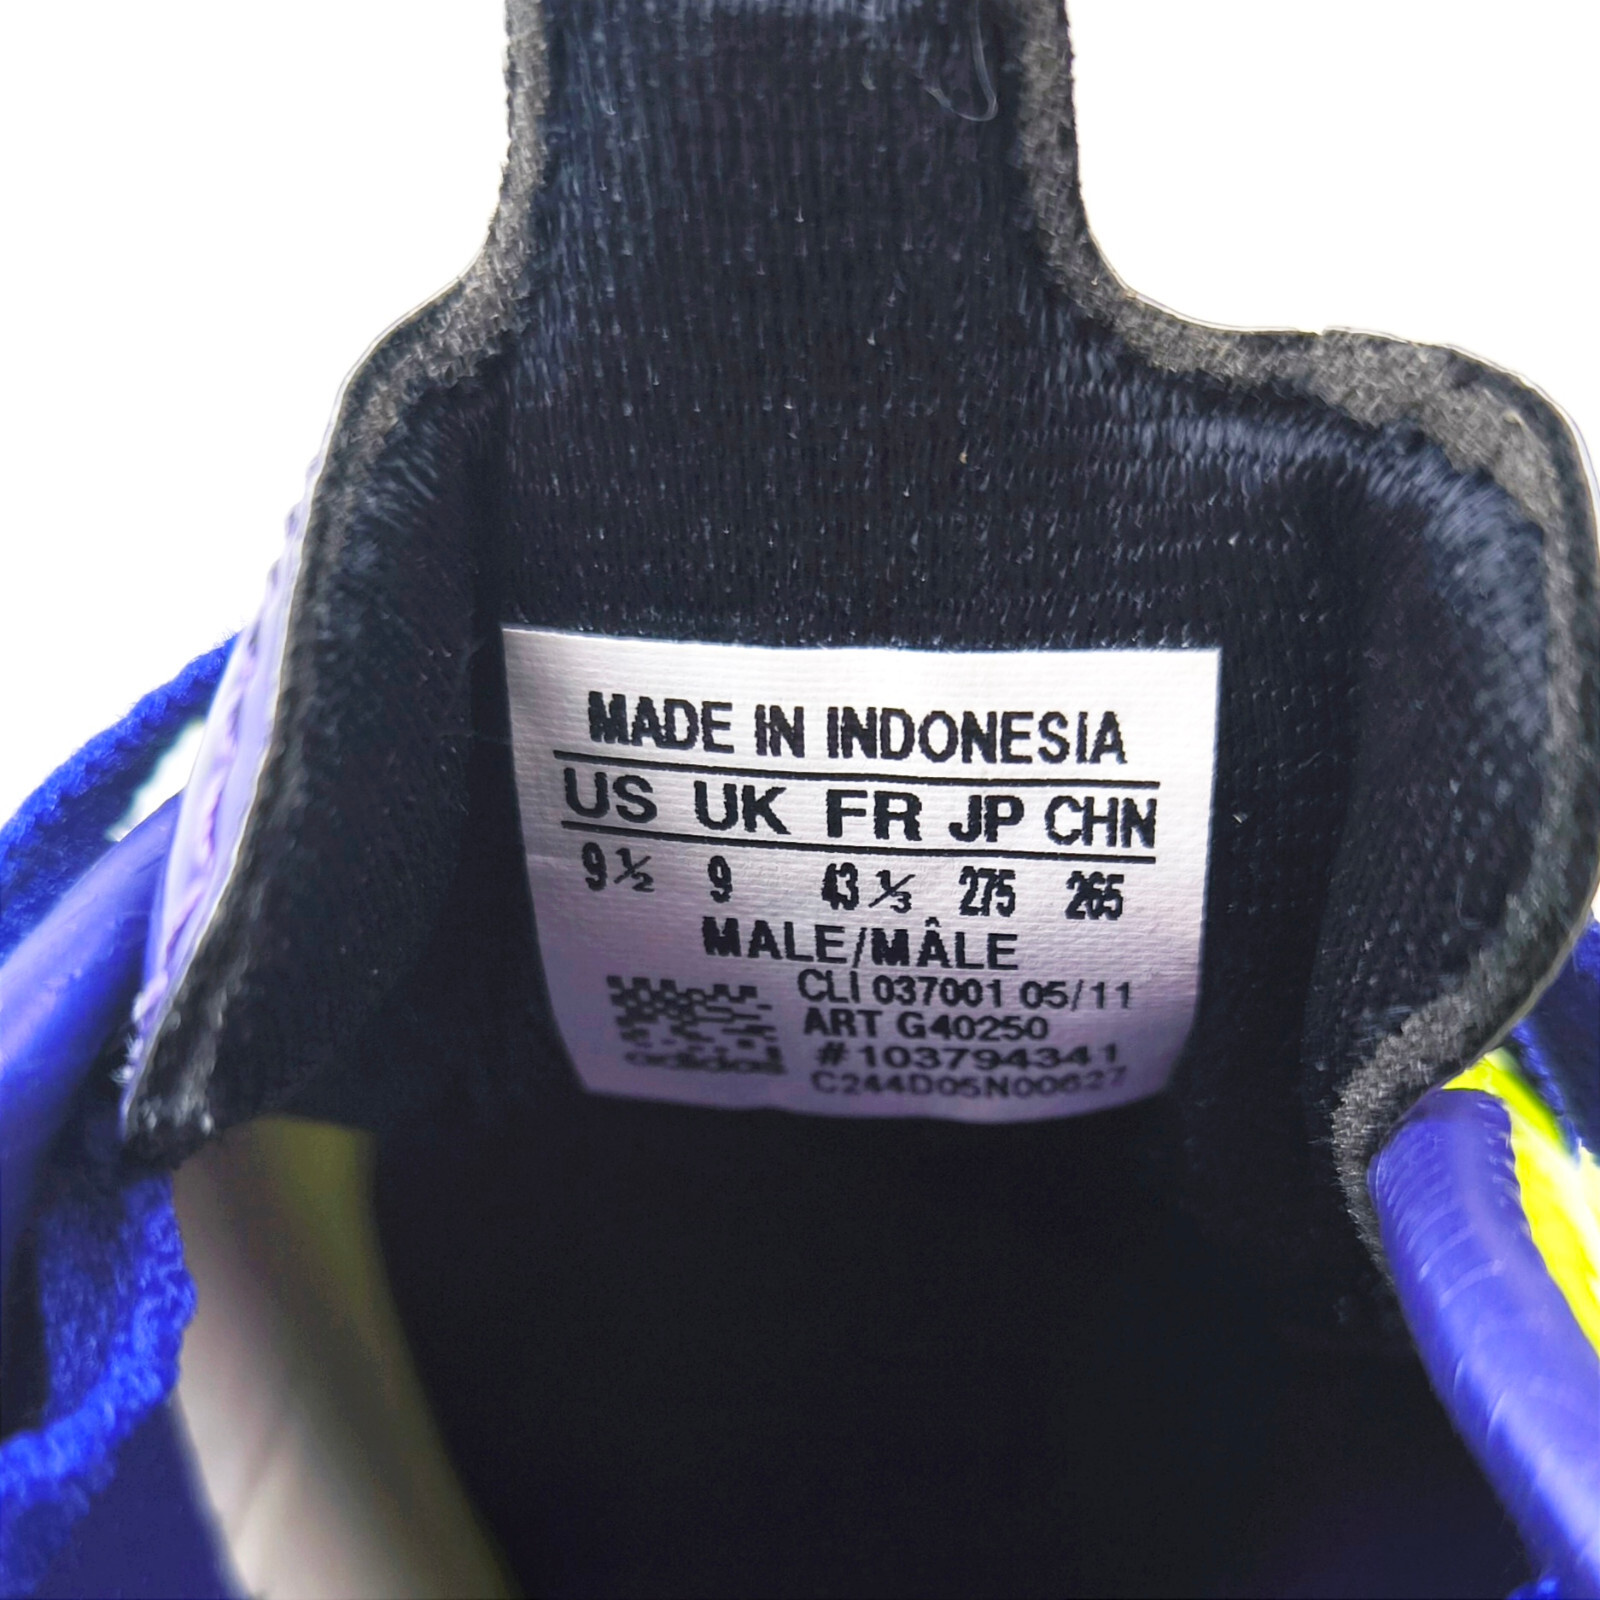 MADE IN INDONESIA
US UK FR JP CHN
9 ½ 9 43 ⅓ 275 265
MALE/MÂLE
CLI 037001 05/11
ART G40250
#103794341
C244D05N00627
adidas